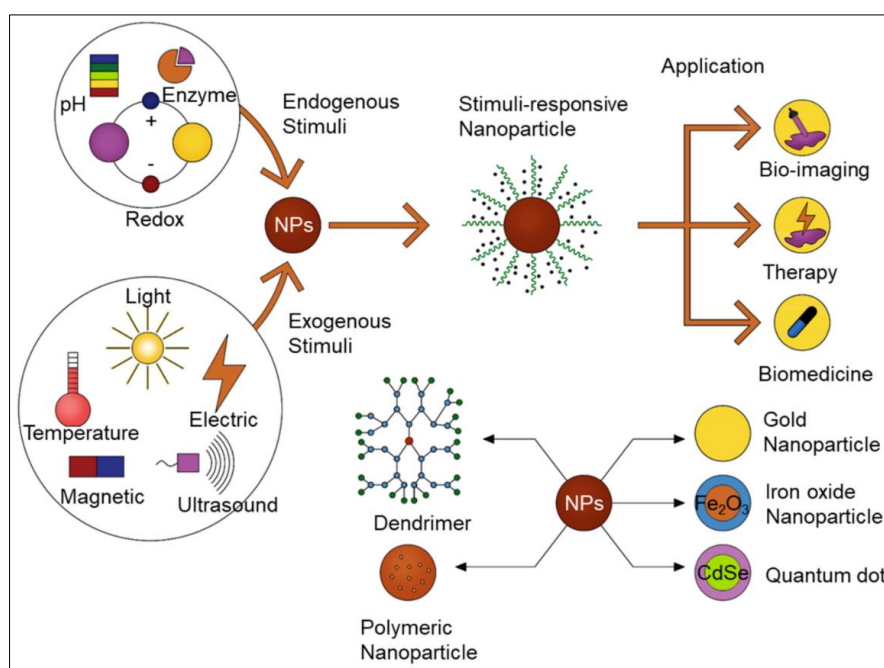 pH
Enzyme
+
-
Redox
Endogenous
Stimuli
NPs
Exogenous
Stimuli
Light
Temperature
Electric
Magnetic
Ultrasound
Stimuli-responsive
Nanoparticle
Application
Bio-imaging
Therapy
Biomedicine
Dendrimer
Polymeric
Nanoparticle
NPs
Gold
Nanoparticle
Fe₂O₃
Iron oxide
Nanoparticle
CdSe
Quantum dot